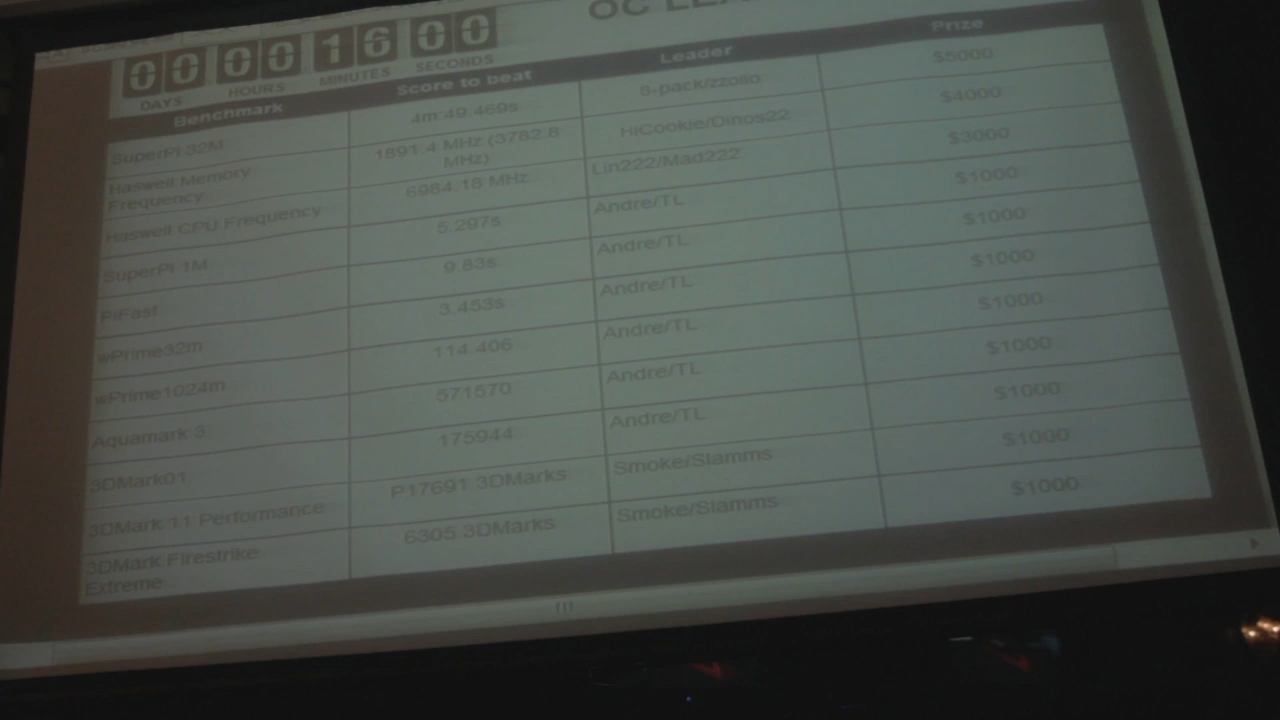 OC LEA
00 00 16 00
DAYS HOURS MINUTES SECONDS
Benchmark Score to beat Leader Prize
SuperPi 32M 4m:49.469s 8-pack/zzolio $5000
Haswell Memory Frequency 1891.4 MHz (3782.8 MHz) HiCookie/Dinos22 $4000
Haswell CPU Frequency 6984.18 MHz Lin222/Mad222 $3000
SuperPi 1M 5.297s Andre/TL $1000
PiFast 9.83s Andre/TL $1000
wPrime32m 3.453s Andre/TL $1000
wPrime1024m 114.406 Andre/TL $1000
Aquamark 3 571570 Andre/TL $1000
3DMark01 175944 Andre/TL $1000
3DMark 11 Performance P17691 3DMarks Smoke/Slamms $1000
3DMark Firestrike Extreme 6305 3DMarks Smoke/Slamms $1000